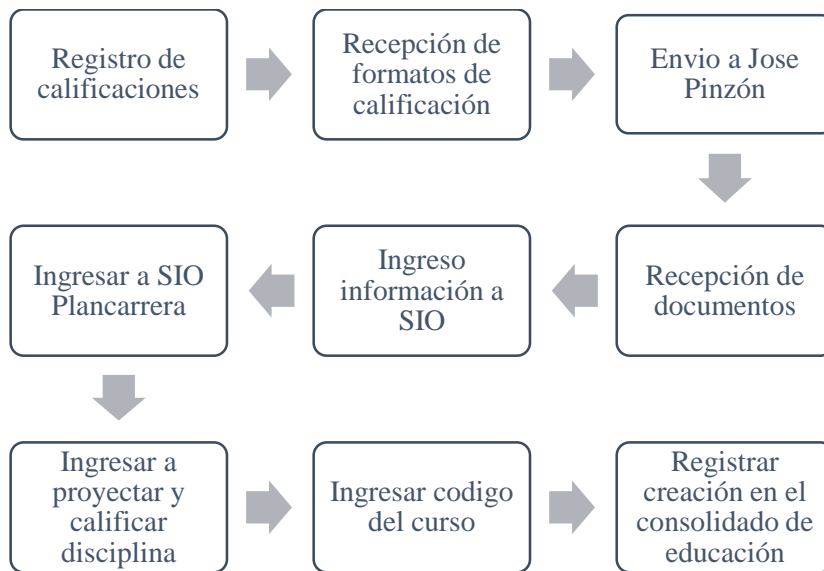 Registro de
calificaciones
Recepción de
formatos de
calificación
Envio a Jose
Pinzón
Recepción de
documentos
Ingreso
información a
SIO
Ingresar a SIO
Plancarrera
Ingresar a
proyectar y
calificar
disciplina
Ingresar codigo
del curso
Registrar
creación en el
consolidado de
educación